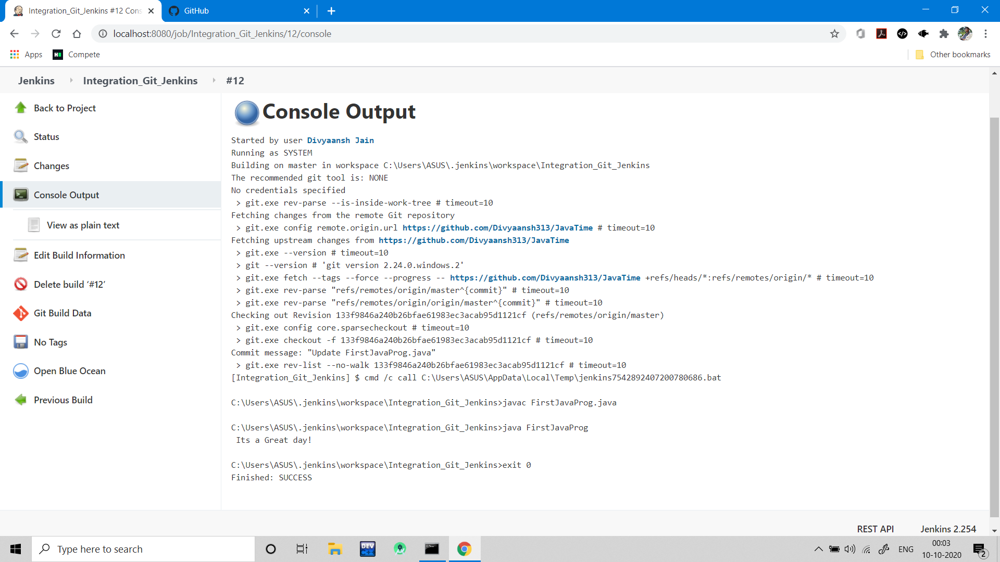 Integration_Git_Jenkins #12 Cons
GitHub
localhost:8080/job/Integration_Git_Jenkins/12/console
Apps
Compete
Other bookmarks
Jenkins
Integration_Git_Jenkins
#12
Back to Project
Status
Changes
Console Output
View as plain text
Edit Build Information
Delete build ‘#12’
Git Build Data
No Tags
Open Blue Ocean
Previous Build
Console Output
Started by user Divyaansh Jain
Running as SYSTEM
Building on master in workspace C:\Users\ASUS\.jenkins\workspace\Integration_Git_Jenkins
The recommended git tool is: NONE
No credentials specified
> git.exe rev-parse --is-inside-work-tree # timeout=10
Fetching changes from the remote Git repository
> git.exe config remote.origin.url https://github.com/Divyaansh313/JavaTime # timeout=10
Fetching upstream changes from https://github.com/Divyaansh313/JavaTime
> git.exe --version # timeout=10
> git --version # 'git version 2.24.0.windows.2'
> git.exe fetch --tags --force --progress -- https://github.com/Divyaansh313/JavaTime +refs/heads/*:refs/remotes/origin/* # timeout=10
> git.exe rev-parse "refs/remotes/origin/master^{commit}" # timeout=10
> git.exe rev-parse "refs/remotes/origin/origin/master^{commit}" # timeout=10
Checking out Revision 133f9846a240b26bfae61983ec3acab95d1121cf (refs/remotes/origin/master)
> git.exe config core.sparsecheckout # timeout=10
> git.exe checkout -f 133f9846a240b26bfae61983ec3acab95d1121cf # timeout=10
Commit message: "Update FirstJavaProg.java"
> git.exe rev-list --no-walk 133f9846a240b26bfae61983ec3acab95d1121cf # timeout=10
[Integration_Git_Jenkins] $ cmd /c call C:\Users\ASUS\AppData\Local\Temp\jenkins7542892407200780686.bat
C:\Users\ASUS\.jenkins\workspace\Integration_Git_Jenkins>javac FirstJavaProg.java
C:\Users\ASUS\.jenkins\workspace\Integration_Git_Jenkins>java FirstJavaProg
Its a Great day!
C:\Users\ASUS\.jenkins\workspace\Integration_Git_Jenkins>exit 0
Finished: SUCCESS
REST API
Jenkins 2.254
Type here to search
DEV
C++
ENG
00:03
10-10-2020
2